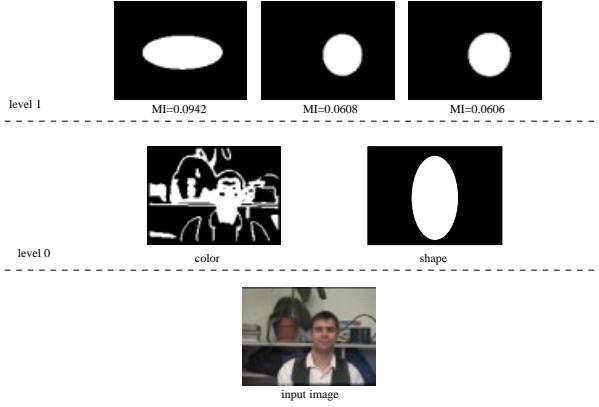 level 1
MI=0.0942
MI=0.0608
MI=0.0606
level 0
color
shape
input image